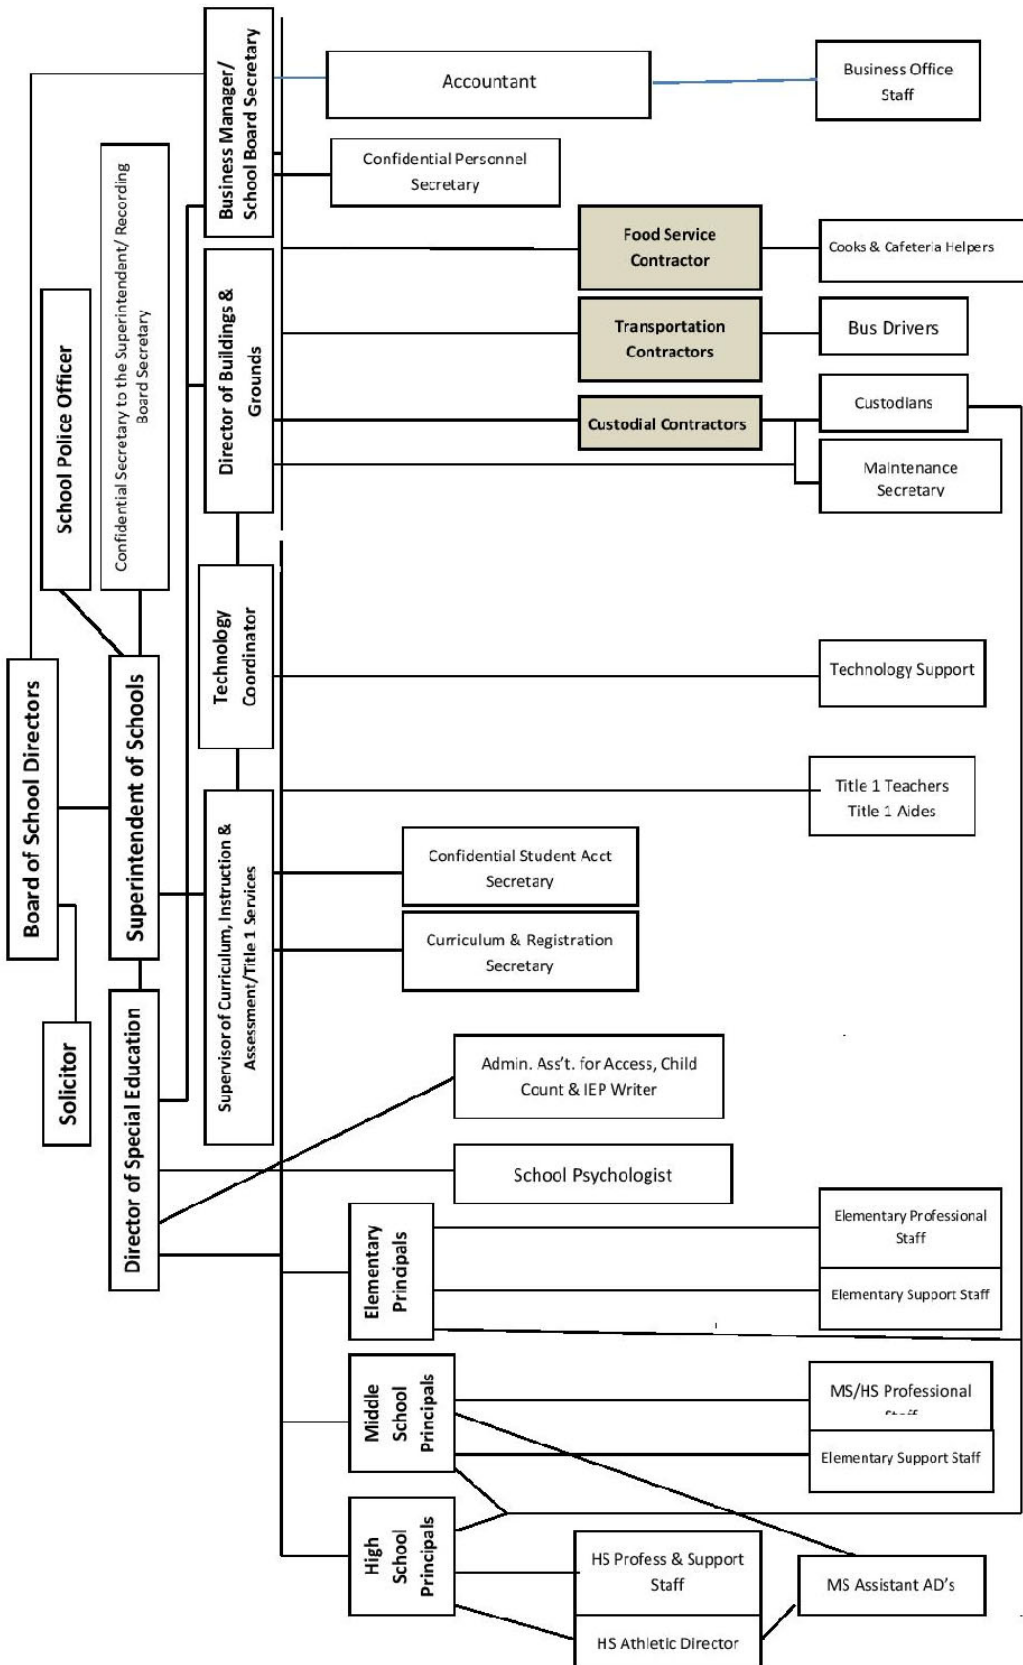 Board of School Directors
Solicitor
School Police Officer
Superintendent of Schools
Director of Special Education
Confidential Secretary to the Superintendent/ Recording
Board Secretary
Business Manager/
School Board Secretary
Director of Buildings &
Grounds
Technology
Coordinator
Supervisor of Curriculum, Instruction &
Assessment/Title 1 Services
Accountant
Business Office
Staff
Confidential Personnel
Secretary
Food Service
Contractor
Cooks & Cafeteria Helpers
Transportation
Contractors
Bus Drivers
Custodial Contractors
Custodians
Maintenance
Secretary
Technology Support
Title 1 Teachers
Title 1 Aides
Confidential Student Acct
Secretary
Curriculum & Registration
Secretary
Admin. Ass't. for Access, Child
Count & IEP Writer
School Psychologist
Elementary
Principals
Elementary Professional
Staff
Elementary Support Staff
Middle
School
Principals
MS/HS Professional
Staff
Elementary Support Staff
High
School
Principals
HS Profess & Support
Staff
HS Athletic Director
MS Assistant AD's